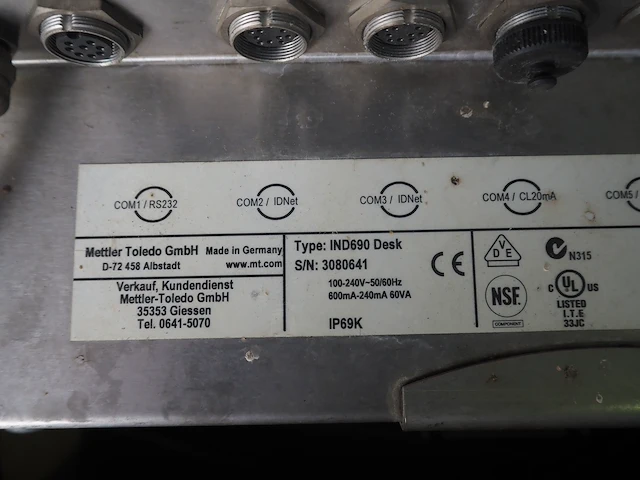 COM1 / RS232
COM2 / IDNet
COM3 / IDNet
COM4 / CL20mA
COM5 /
Mettler Toledo GmbH Made in Germany
D-72 458 Albstadt www.mt.com
Verkauf, Kundendienst
Mettler-Toledo GmbH
35353 Giessen
Tel. 0641-5070
Type: IND690 Desk
S/N: 3080641
100-240V~50/60Hz
600mA-240mA 60VA
IP69K
CE
VDE
N315
NSF.
COMPONENT
C UL US
LISTED
I.T.E
33JC